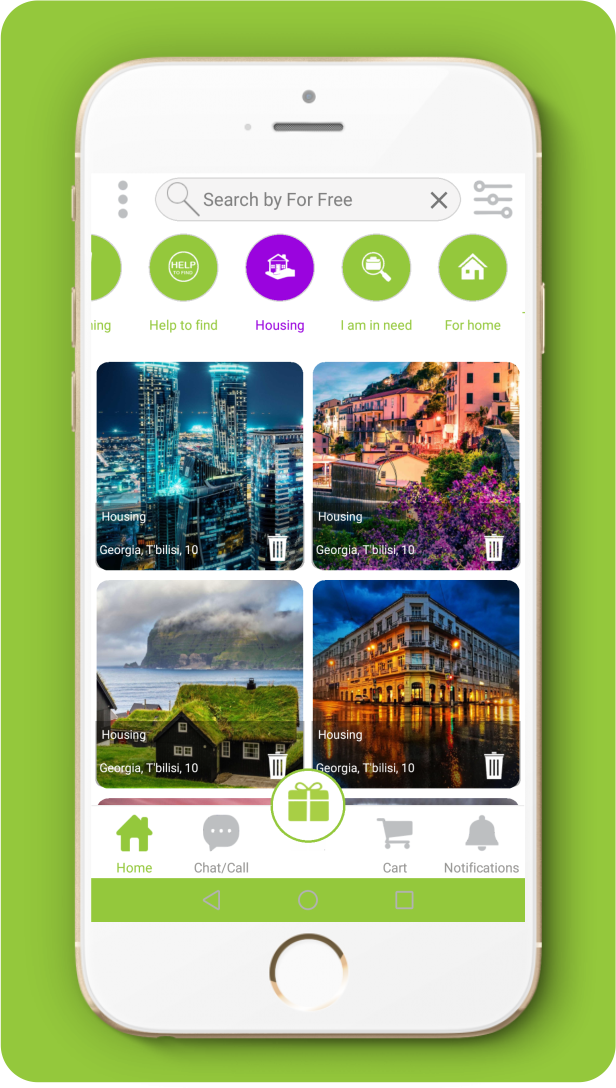 Search by For Free
HELP
TO FIND
ning
Help to find
Housing
I am in need
For home
Housing
Georgia, T'bilisi, 10
Housing
Georgia, T'bilisi, 10
Housing
Georgia, T'bilisi, 10
Housing
Georgia, T'bilisi, 10
Home
Chat/Call
Cart
Notifications